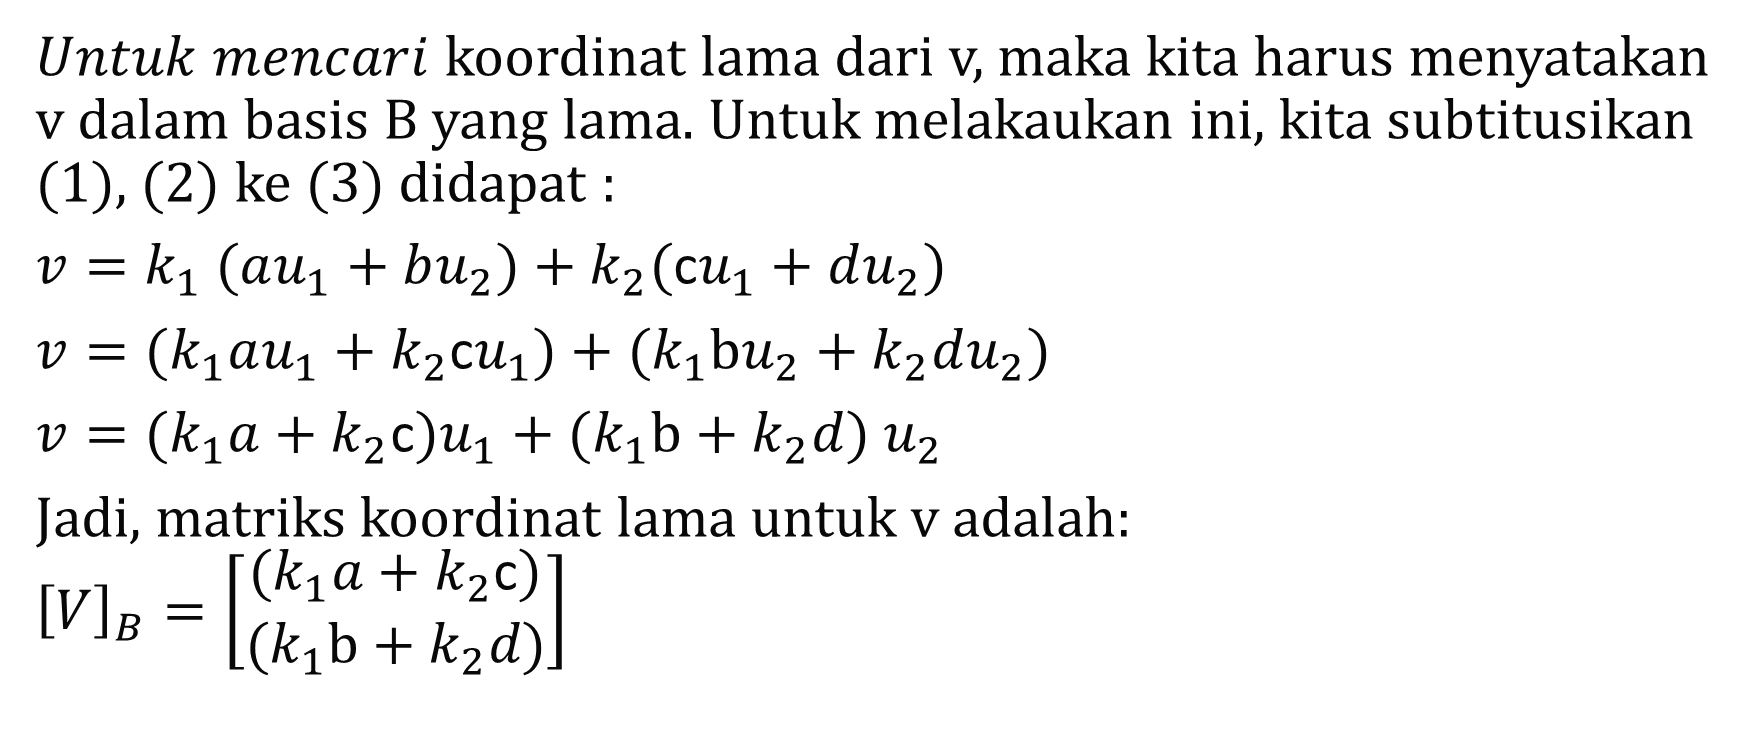 Untuk mencari koordinat lama dari v, maka kita harus menyatakan
v dalam basis B yang lama. Untuk melakaukan ini, kita subtitusikan
(1), (2) ke (3) didapat :
v = k₁ (au₁ + bu₂) + k₂(cu₁ + du₂)
v = (k₁au₁ + k₂cu₁) + (k₁bu₂ + k₂du₂)
v = (k₁a + k₂c)u₁ + (k₁b + k₂d) u₂
Jadi, matriks koordinat lama untuk v adalah:
[V]_B = [(k₁a + k₂c)
(k₁b + k₂d)]